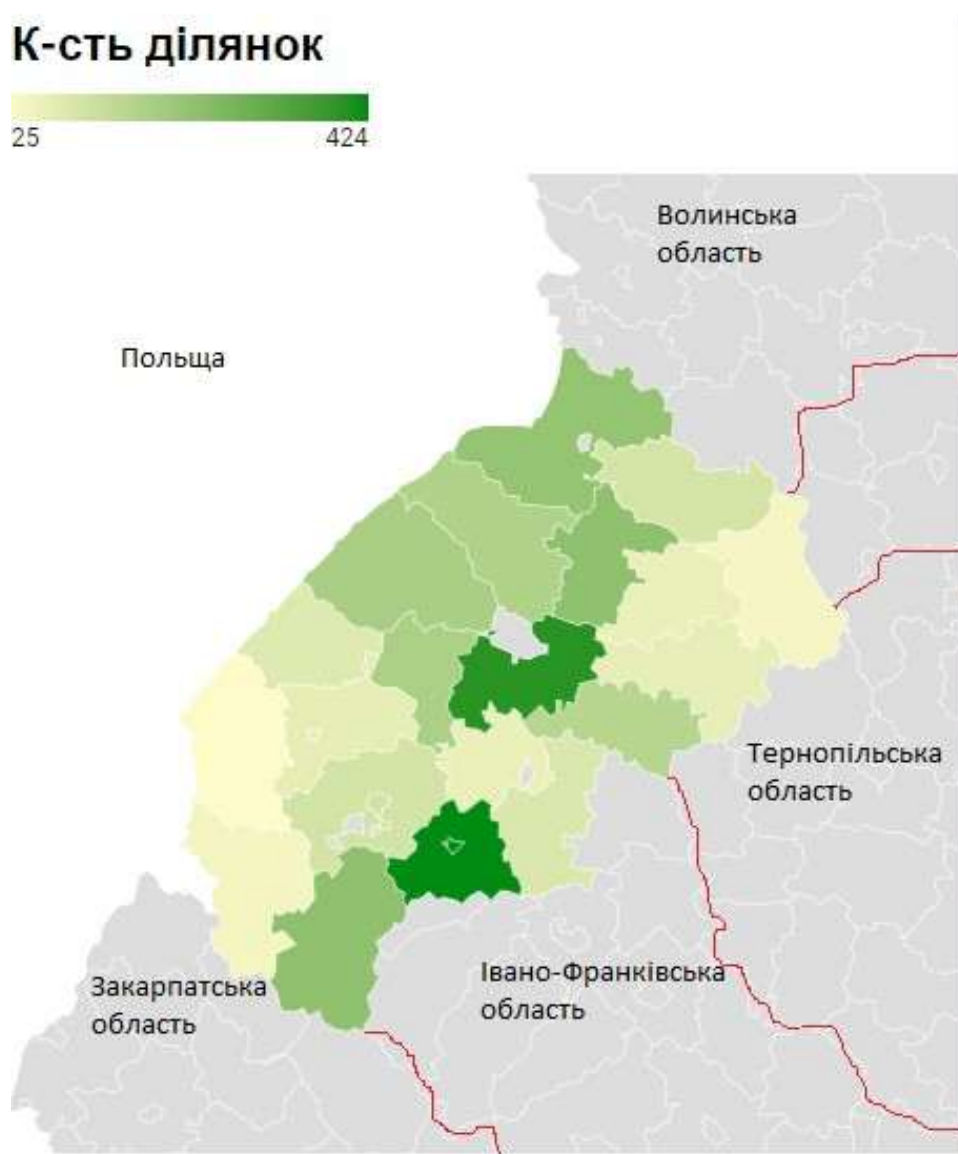 К-сть ділянок
25
424
Волинська
область
Польща
Тернопільська
область
Івано-Франківська
область
Закарпатська
область